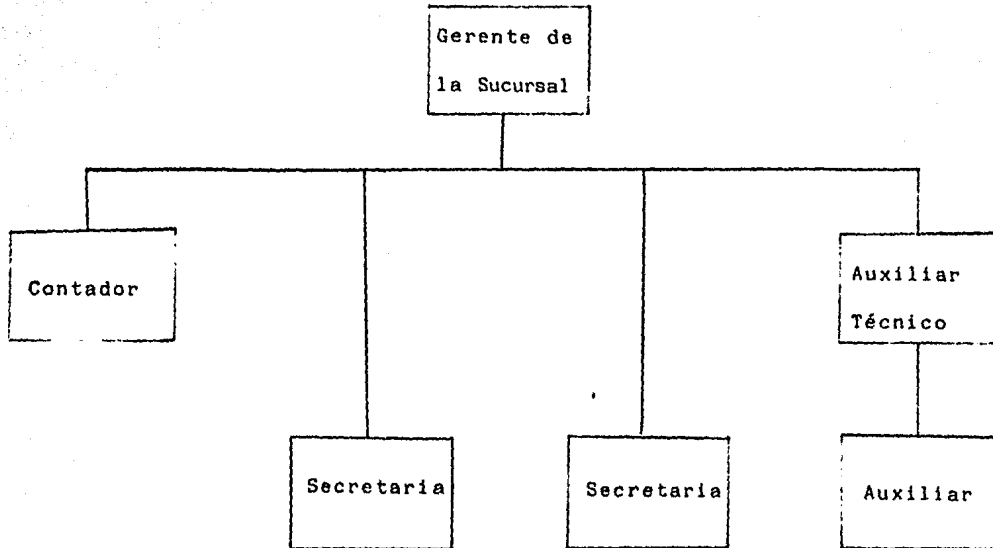 Gerente de
la Sucursal
Contador
Auxiliar
Técnico
Secretaria
Secretaria
Auxiliar